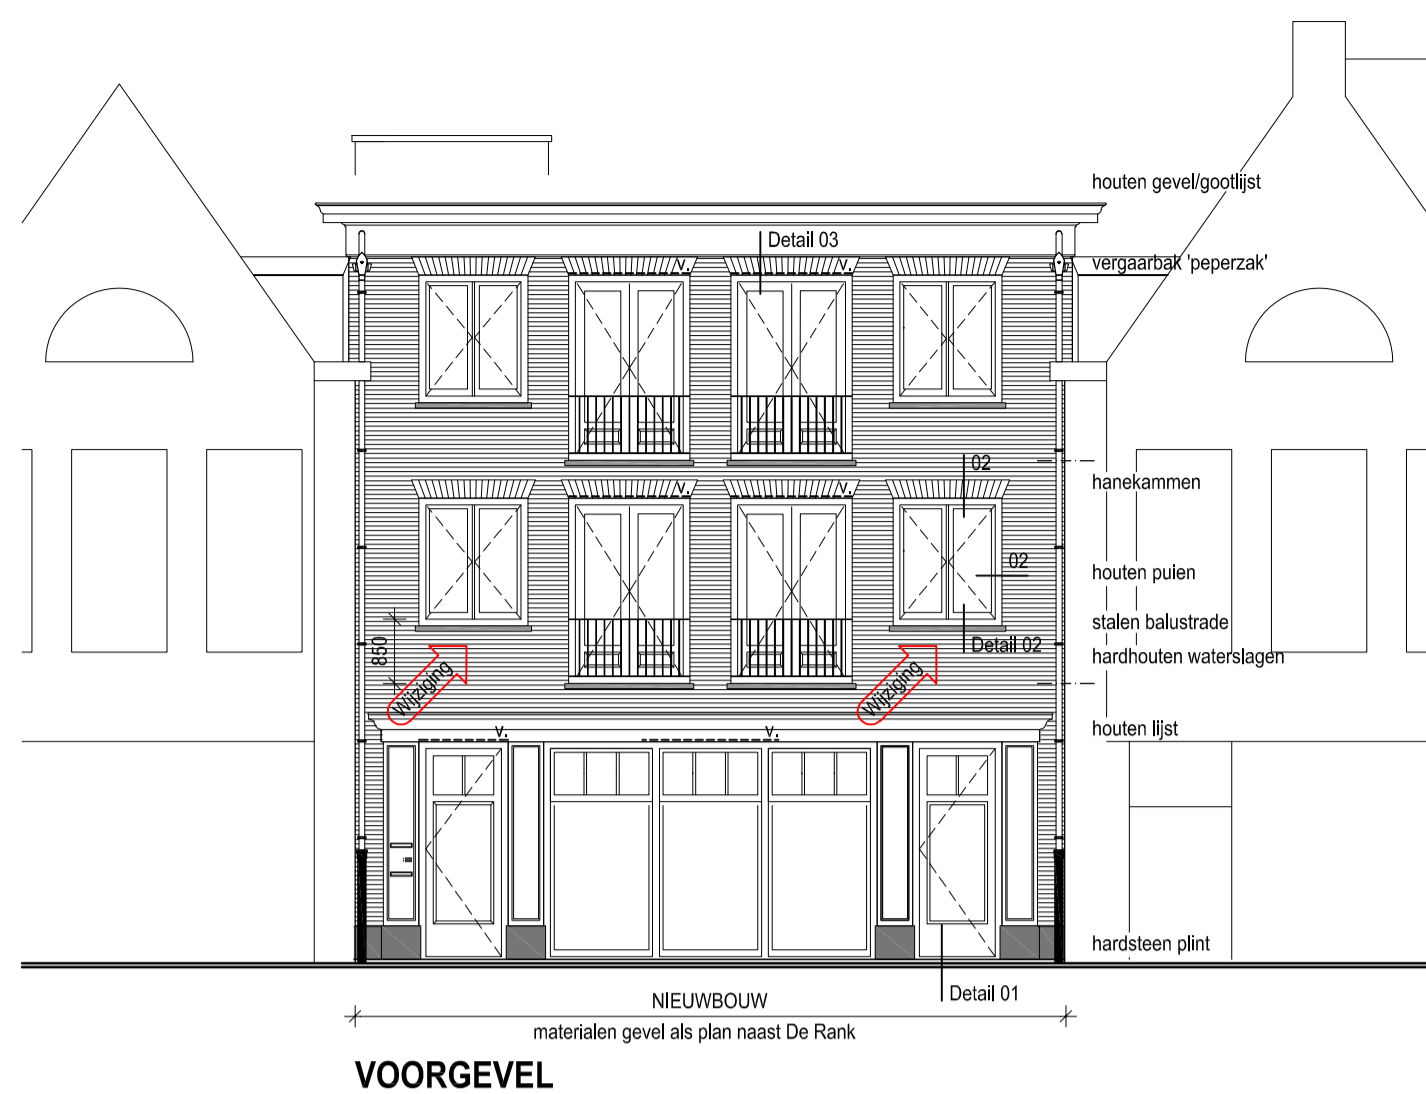 houten gevel/gootlijst
Detail 03
vergaarbak 'peperzak'
v.
v.
02
hanekammen
v.
v.
02
houten puien
stalen balustrade
850
Detail 02
hardhouten waterslagen
Wijziging
Wijziging
houten lijst
v.
v.
hardsteen plint
Detail 01
NIEUWBOUW
materialen gevel als plan naast De Rank
VOORGEVEL